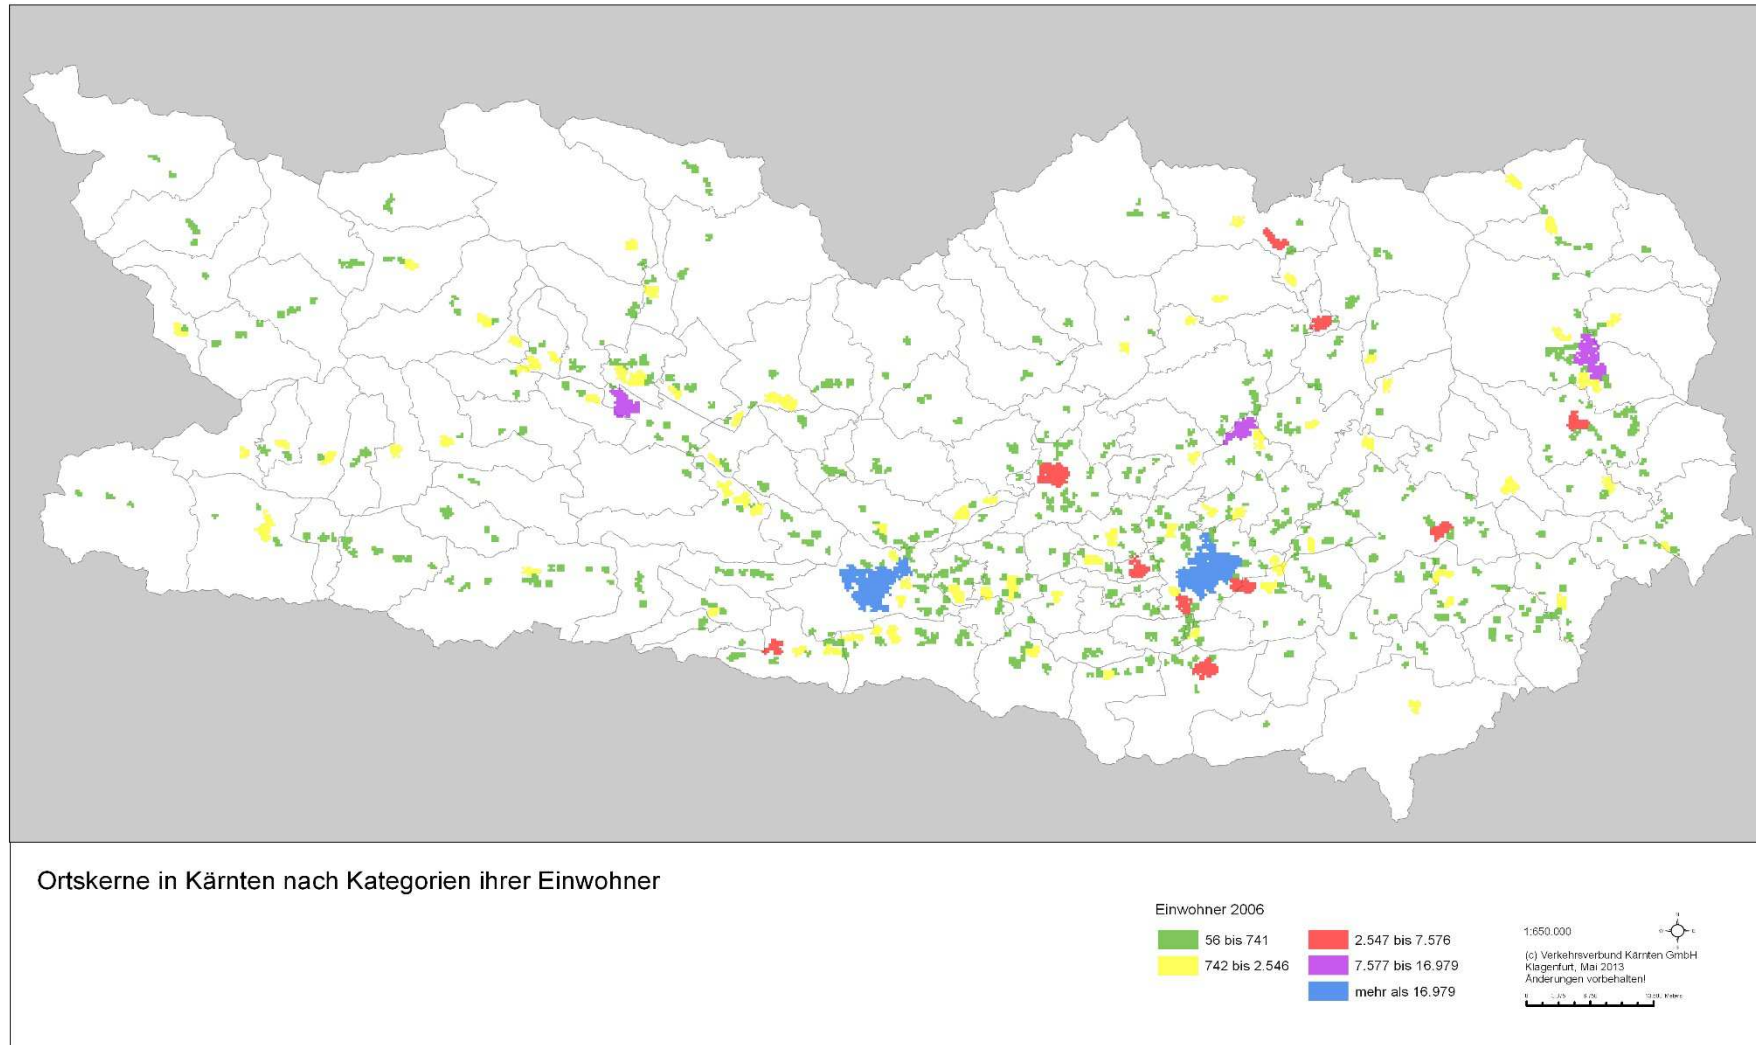 Ortskerne in Kärnten nach Kategorien ihrer Einwohner
Einwohner 2006
56 bis 741
742 bis 2.546
2.547 bis 7.576
7.577 bis 16.979
mehr als 16.979
1:650.000
(c) Verkehrsverbund Kärnten GmbH
Klagenfurt, Mai 2013
Änderungen vorbehalten!